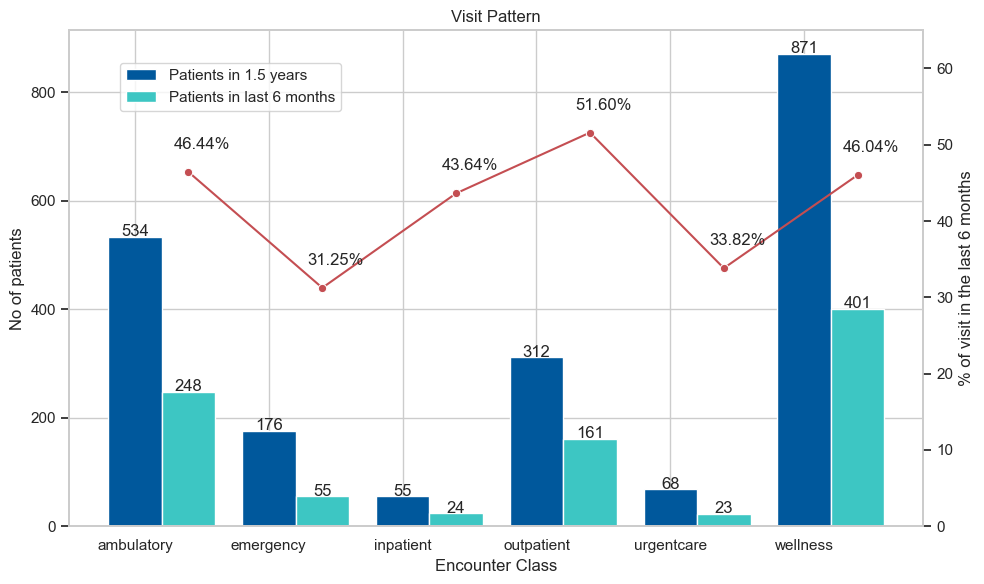 Visit Pattern
Patients in 1.5 years
Patients in last 6 months
No of patients
800
600
400
200
0
534
248
176
55
55
24
312
161
68
23
871
401
46.44%
31.25%
43.64%
51.60%
33.82%
46.04%
60
50
40
30
20
10
0
% of visit in the last 6 months
ambulatory
emergency
inpatient
outpatient
urgentcare
wellness
Encounter Class